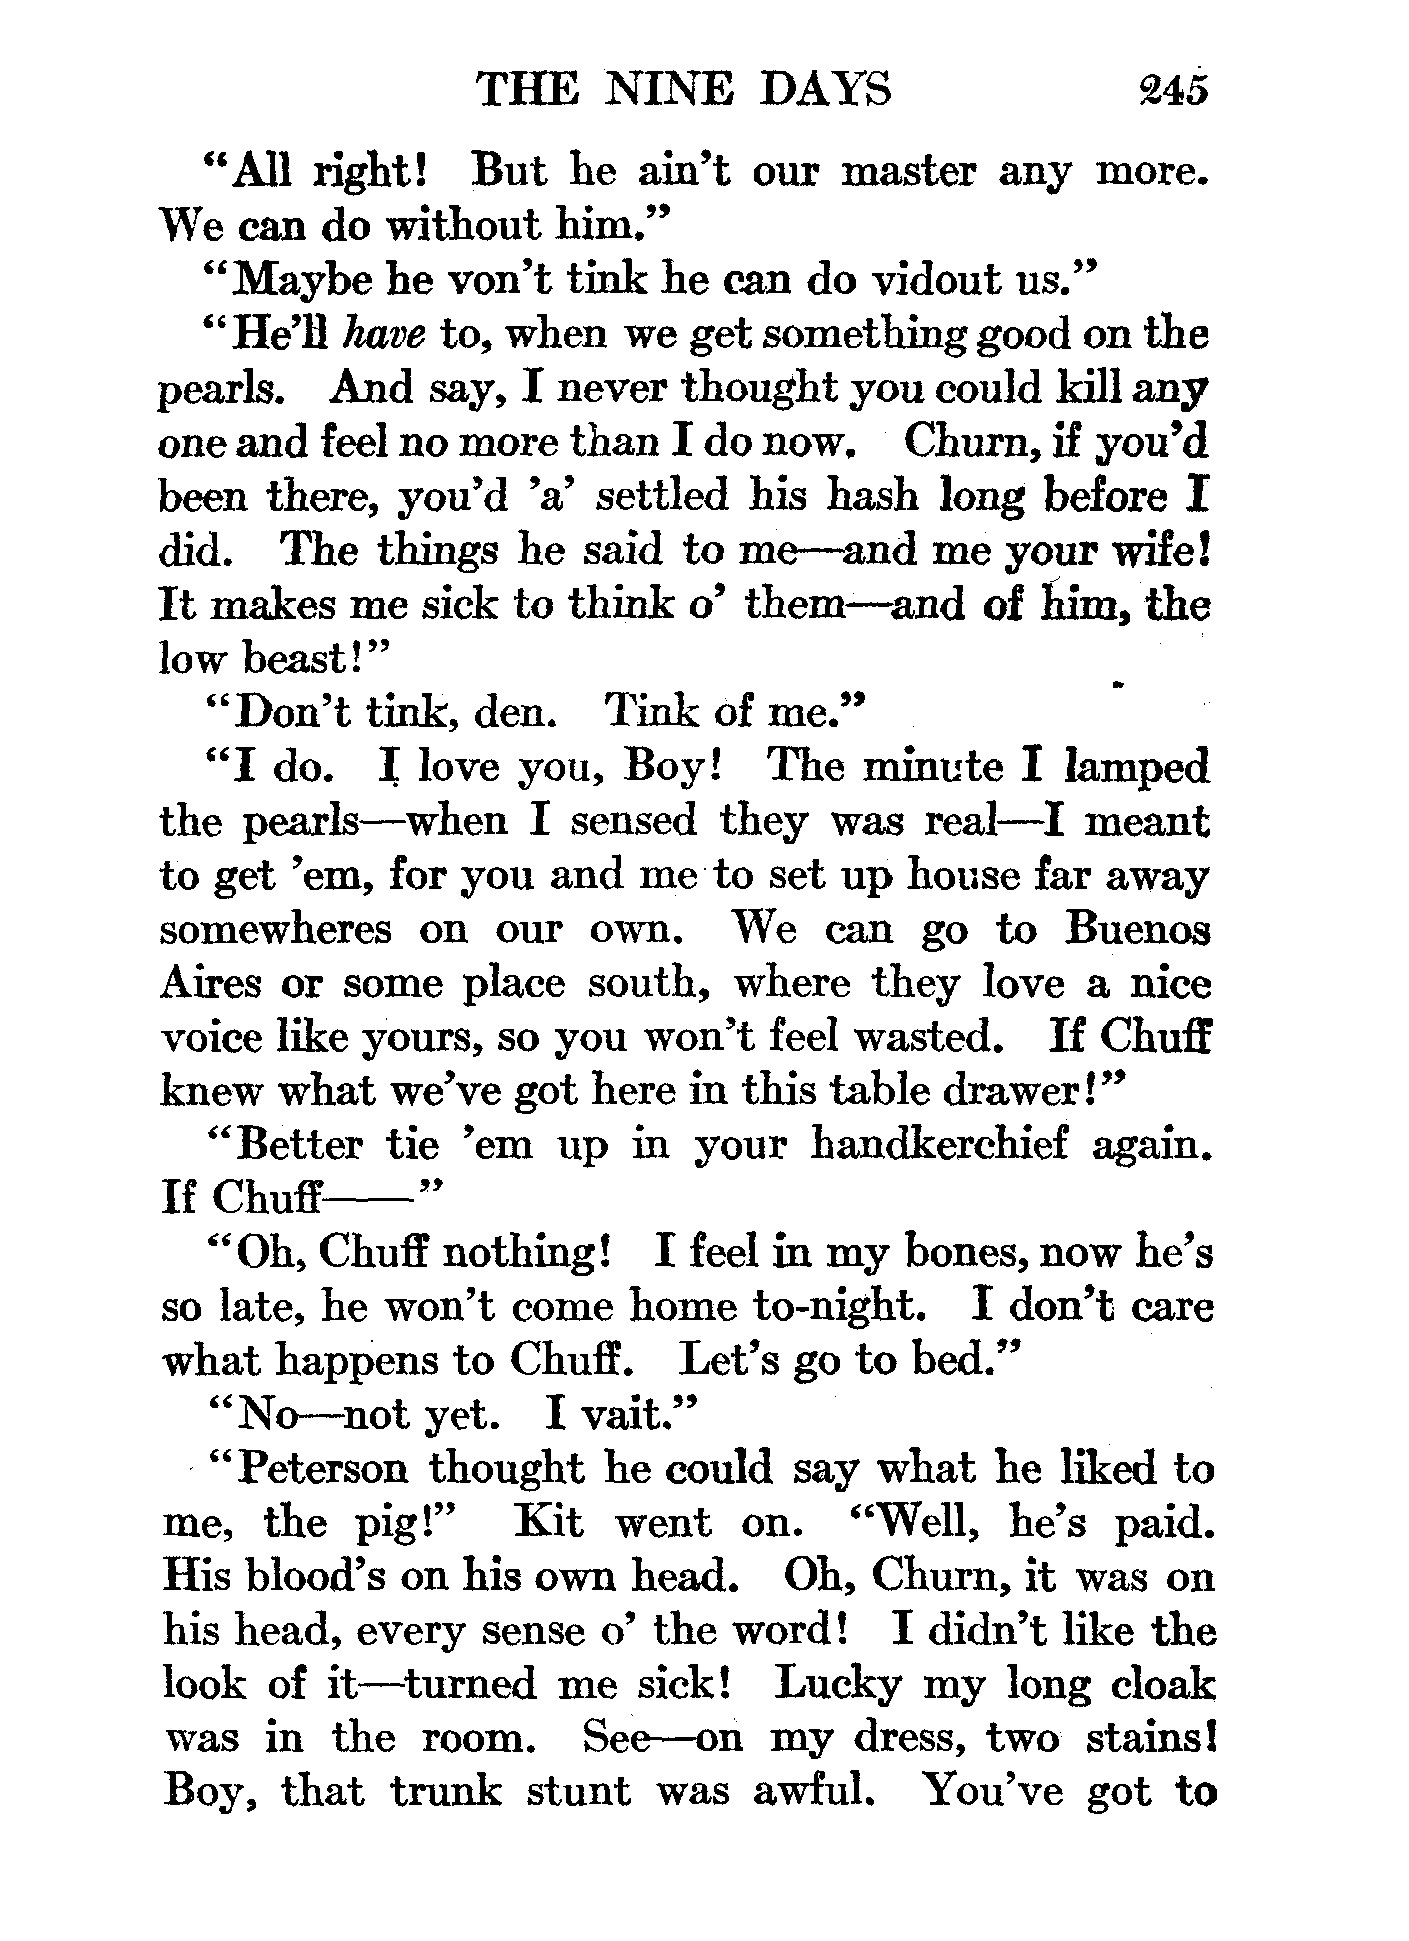 THE NINE DAYS 245
“All right! But he ain’t our master any more.
We can do without him.”
“Maybe he von’t tink he can do vidout us.”
“He’ll have to, when we get something good on the
pearls. And say, I never thought you could kill any
one and feel no more than I do now. Churn, if you’d
been there, you’d ’a’ settled his hash long before I
did. The things he said to me—and me your wife!
It makes me sick to think o’ them—and of him, the
low beast!”
“Don’t tink, den. Tink of me.”
“I do. I love you, Boy! The minute I lamped
the pearls—when I sensed they was real—I meant
to get ’em, for you and me to set up house far away
somewheres on our own. We can go to Buenos
Aires or some place south, where they love a nice
voice like yours, so you won’t feel wasted. If Chuff
knew what we’ve got here in this table drawer!”
“Better tie ’em up in your handkerchief again.
If Chuff——”
“Oh, Chuff nothing! I feel in my bones, now he’s
so late, he won’t come home to-night. I don’t care
what happens to Chuff. Let’s go to bed.”
“No—not yet. I vait.”
“Peterson thought he could say what he liked to
me, the pig!” Kit went on. “Well, he’s paid.
His blood’s on his own head. Oh, Churn, it was on
his head, every sense o’ the word! I didn’t like the
look of it—turned me sick! Lucky my long cloak
was in the room. See—on my dress, two stains!
Boy, that trunk stunt was awful. You’ve got to